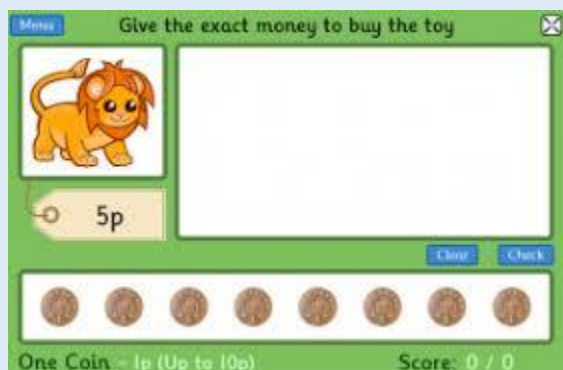 Menu
Give the exact money to buy the toy
5p
Clear
Check
One Coin - 1p (Up to 10p)
Score: 0 / 0